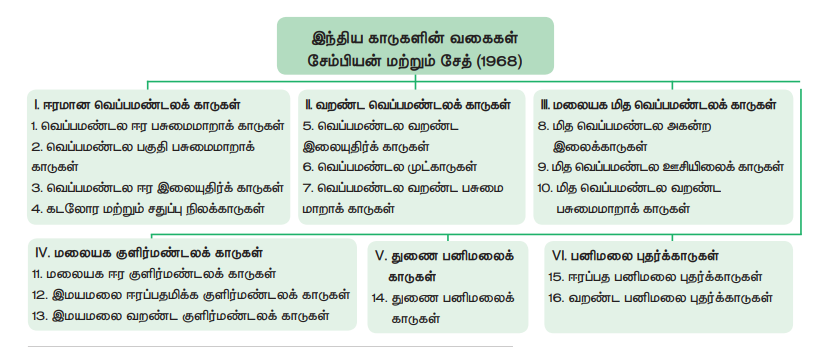 இந்திய காடுகளின் வகைகள்
சேம்பியன் மற்றும் சேத் (1968)
I. ஈரமான வெப்பமண்டலக் காடுகள்
1. வெப்பமண்டல ஈர பசுமைமாறாக் காடுகள்
2. வெப்பமண்டல பகுதி பசுமைமாறாக்
காடுகள்
3. வெப்பமண்டல ஈர இலையுதிர்க் காடுகள்
4. கடலோர மற்றும் சதுப்பு நிலக்காடுகள்
II. வறண்ட வெப்பமண்டலக் காடுகள்
5. வெப்பமண்டல வறண்ட
இலையுதிர்க் காடுகள்
6. வெப்பமண்டல முட்காடுகள்
7. வெப்பமண்டல வறண்ட பசுமை
மாறாக் காடுகள்
III. மலையக மித வெப்பமண்டலக் காடுகள்
8. மித வெப்பமண்டல அகன்ற
இலைக்காடுகள்
9. மித வெப்பமண்டல ஊசியிலைக் காடுகள்
10. மித வெப்பமண்டல வறண்ட
பசுமைமாறாக் காடுகள்
IV. மலையக குளிர்மண்டலக் காடுகள்
11. மலையக ஈர குளிர்மண்டலக் காடுகள்
12. இமயமலை ஈரப்பதமிக்க குளிர்மண்டலக் காடுகள்
13. இமயமலை வறண்ட குளிர்மண்டலக் காடுகள்
V. துணை பனிமலைக்
காடுகள்
14. துணை பனிமலைக்
காடுகள்
VI. பனிமலை புதர்க்காடுகள்
15. ஈரப்பத பனிமலை புதர்க்காடுகள்
16. வறண்ட பனிமலை புதர்க்காடுகள்